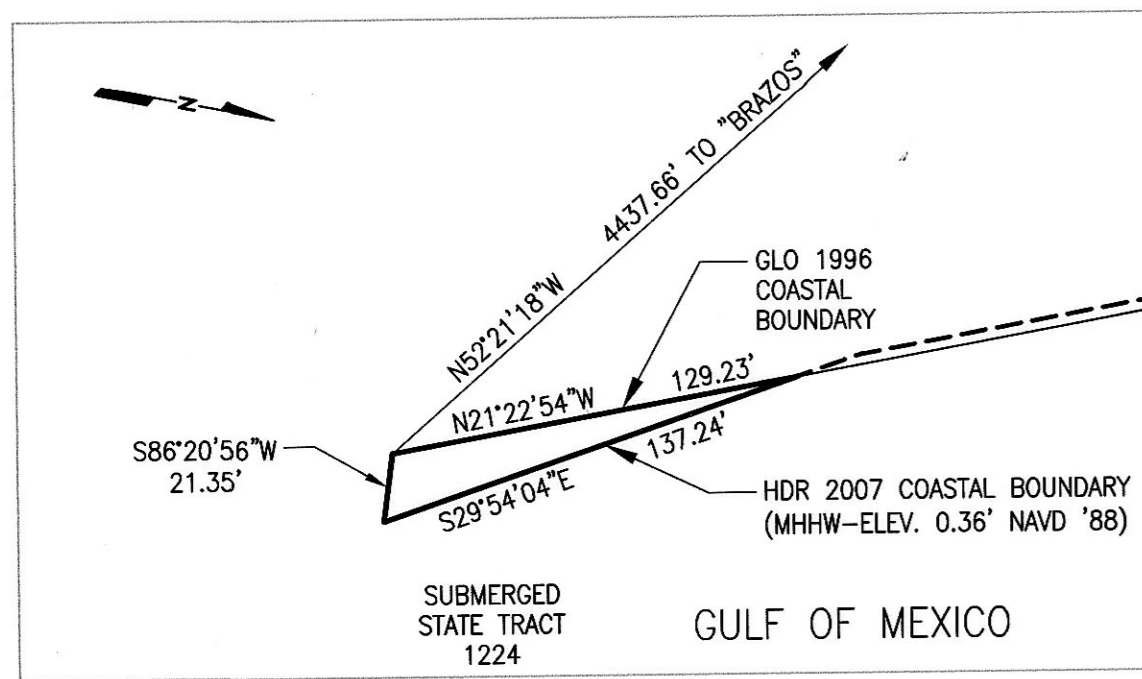 N
4437.66' TO "BRAZOS"
N52°21'18"W
GLO 1996
COASTAL
BOUNDARY
129.23'
N21°22'54"W
S86°20'56"W
21.35'
137.24'
S29°54'04"E
HDR 2007 COASTAL BOUNDARY
(MHHW-ELEV. 0.36' NAVD '88)
SUBMERGED
STATE TRACT
1224
GULF OF MEXICO